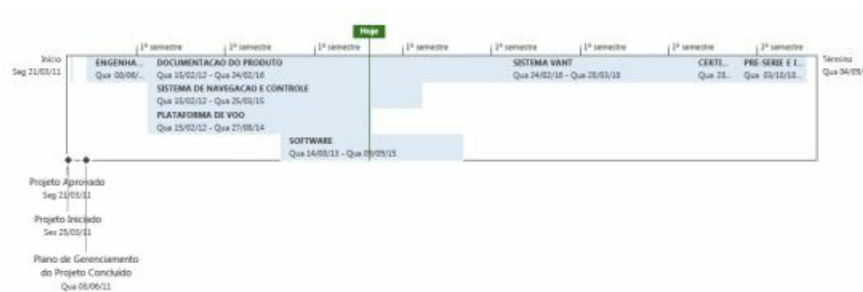 Hoje
1º semestre 1º semestre 1º semestre 1º semestre 1º semestre 1º semestre 1º semestre 1º semestre
Início
Seg 21/03/11
ENGENHA... DOCUMENTACAO DO PRODUTO SISTEMA VANT CERTI... PRE-SERIE E I...
Qua 08/06/... Qua 15/02/12 - Qua 24/02/16 Qua 24/02/16 - Qua 28/03/18 Qua 28... Qua 03/10/18...
Término
Qua 04/09/
SISTEMA DE NAVEGACAO E CONTROLE
Qua 15/02/12 - Qua 25/03/15
PLATAFORMA DE VOO
Qua 15/02/12 - Qua 27/08/14
SOFTWARE
Qua 14/08/13 - Qua 09/09/15
Projeto Aprovado
Seg 21/03/11
Projeto Iniciado
Sex 25/03/11
Plano de Gerenciamento
do Projeto Concluído
Qua 08/06/11